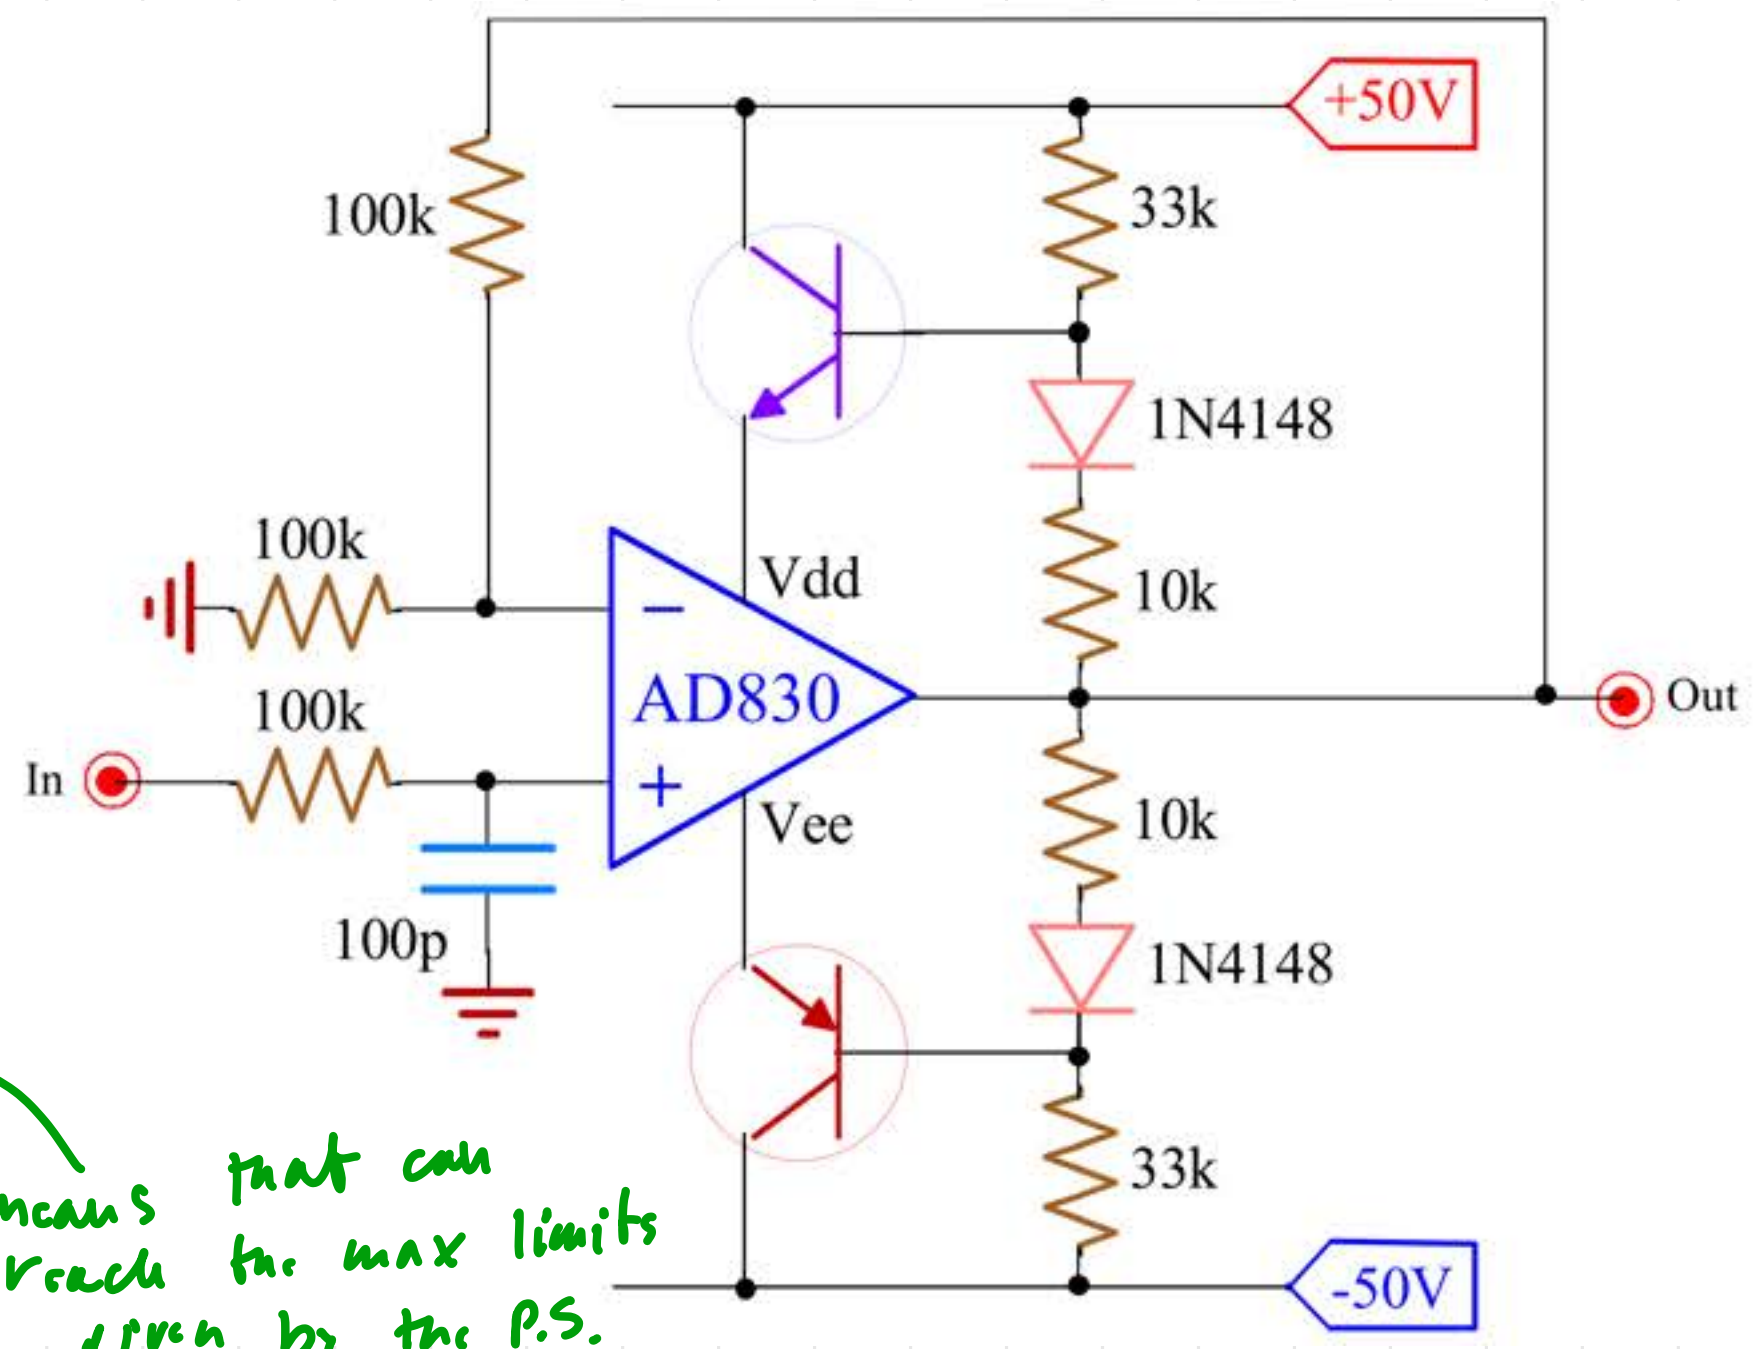 +50V
100k
33k
1N4148
100k
Vdd
10k
AD830
100k
Out
In
Vee
10k
100p
1N4148
means that can
reach the max limits
given by the P.S.
33k
-50V